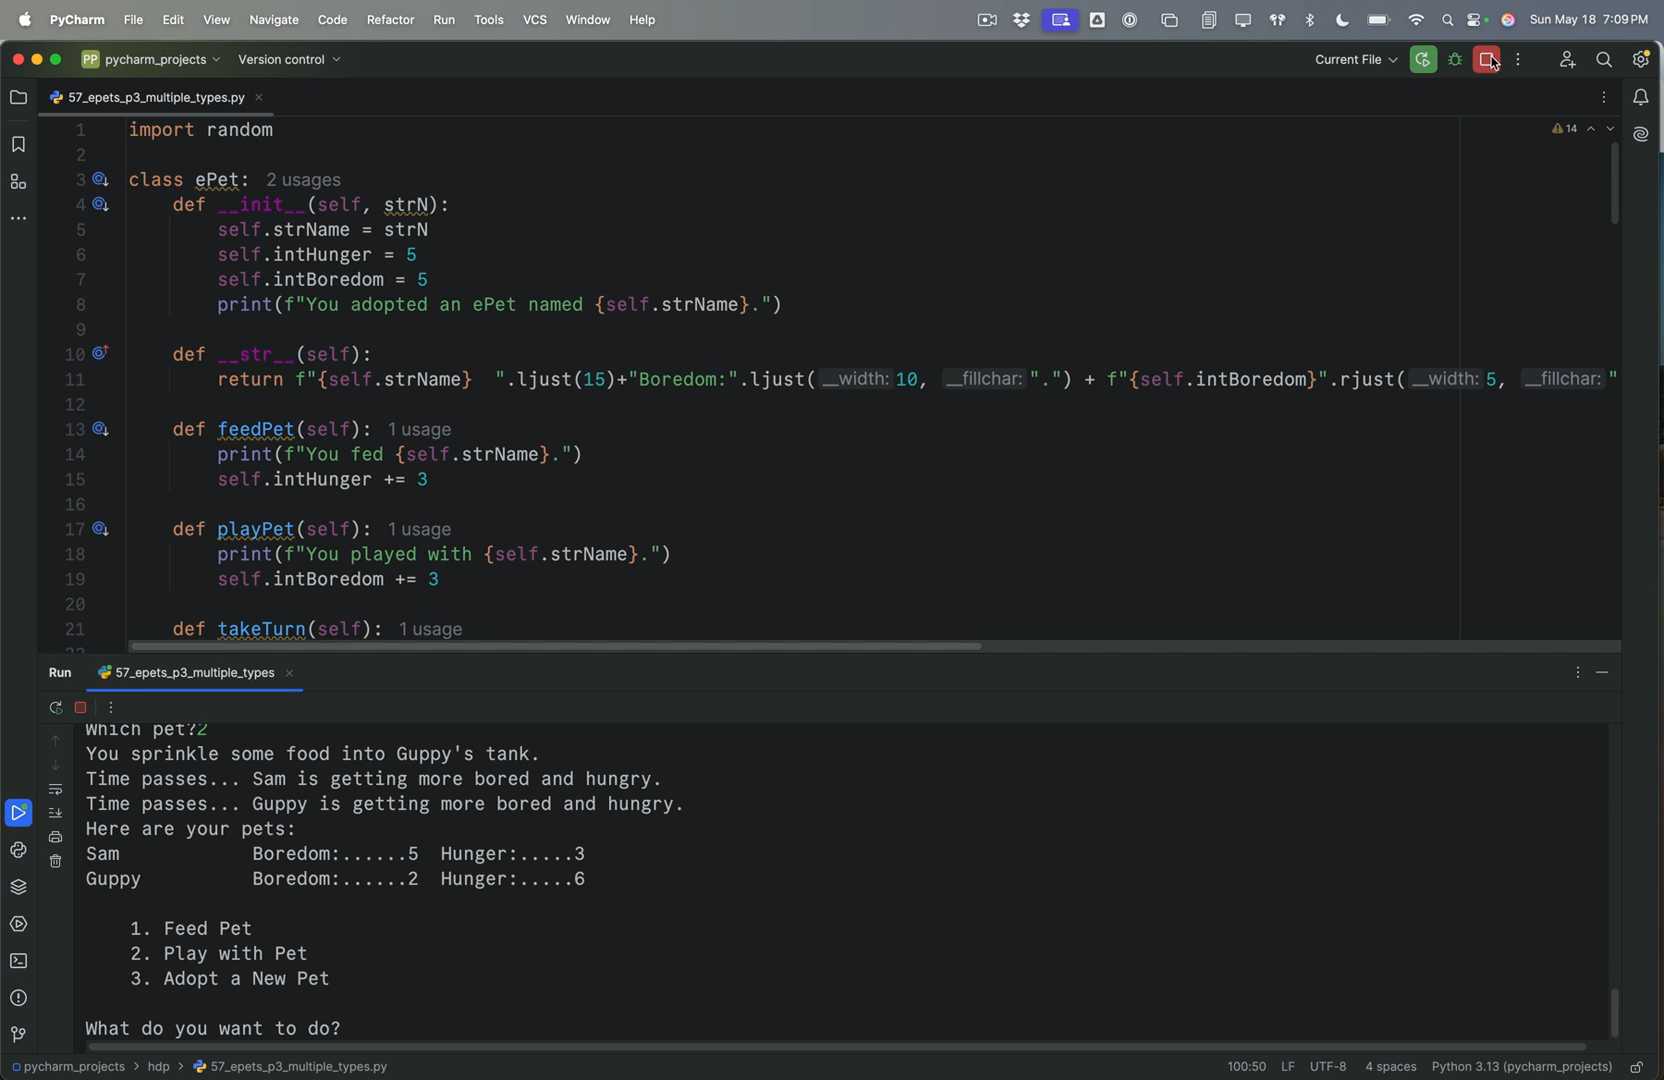 PyCharm File Edit View Navigate Code Refactor Run Tools VCS Window Help Sun May 18 7:09 PM
PP pycharm_projects Version control Current File
57_epets_p3_multiple_types.py
14
1 import random
2
3 class ePet: 2 usages
4 def __init__(self, strN):
5 self.strName = strN
6 self.intHunger = 5
7 self.intBoredom = 5
8 print(f"You adopted an ePet named {self.strName}.")
9
10 def __str__(self):
11 return f"{self.strName} ".ljust(15)+"Boredom:".ljust( __width: 10, __fillchar: ".") + f"{self.intBoredom}".rjust( __width: 5, __fillchar: "
12
13 def feedPet(self): 1 usage
14 print(f"You fed {self.strName}.")
15 self.intHunger += 3
16
17 def playPet(self): 1 usage
18 print(f"You played with {self.strName}.")
19 self.intBoredom += 3
20
21 def takeTurn(self): 1 usage
Run 57_epets_p3_multiple_types
Which pet?2
You sprinkle some food into Guppy's tank.
Time passes... Sam is getting more bored and hungry.
Time passes... Guppy is getting more bored and hungry.
Here are your pets:
Sam Boredom:......5 Hunger:.....3
Guppy Boredom:......2 Hunger:.....6
1. Feed Pet
2. Play with Pet
3. Adopt a New Pet
What do you want to do?
pycharm_projects > hdp > 57_epets_p3_multiple_types.py 100:50 LF UTF-8 4 spaces Python 3.13 (pycharm_projects)